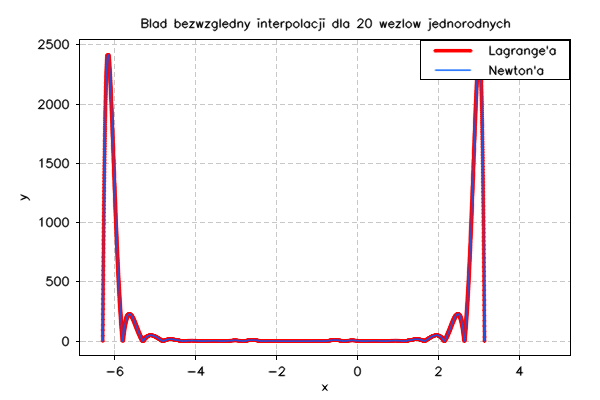 Blad bezwzgledny interpolacji dla 20 wezlow jednorodnych
Lagrange'a
Newton'a
2500
2000
1500
1000
500
0
y
−6 −4 −2 0 2 4
x